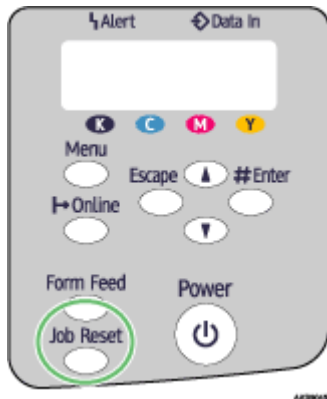 Alert Data In
K C M Y
Menu
Escape #Enter
Online
Form Feed Power
Job Reset